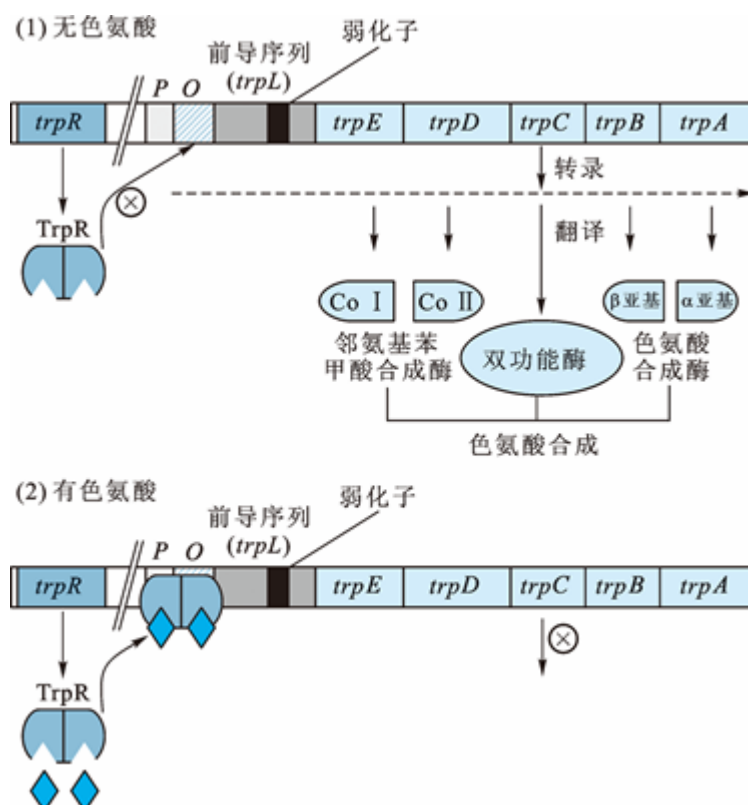 (1) 无色氨酸
弱化子
前导序列
(trpL)
P O
trpR trpE trpD trpC trpB trpA
转录
TrpR
翻译
Co Ⅰ Co Ⅱ β亚基 α亚基
邻氨基苯
甲酸合成酶
双功能酶
色氨酸
合成酶
色氨酸合成
(2) 有色氨酸
弱化子
前导序列
(trpL)
P O
trpR trpE trpD trpC trpB trpA
TrpR